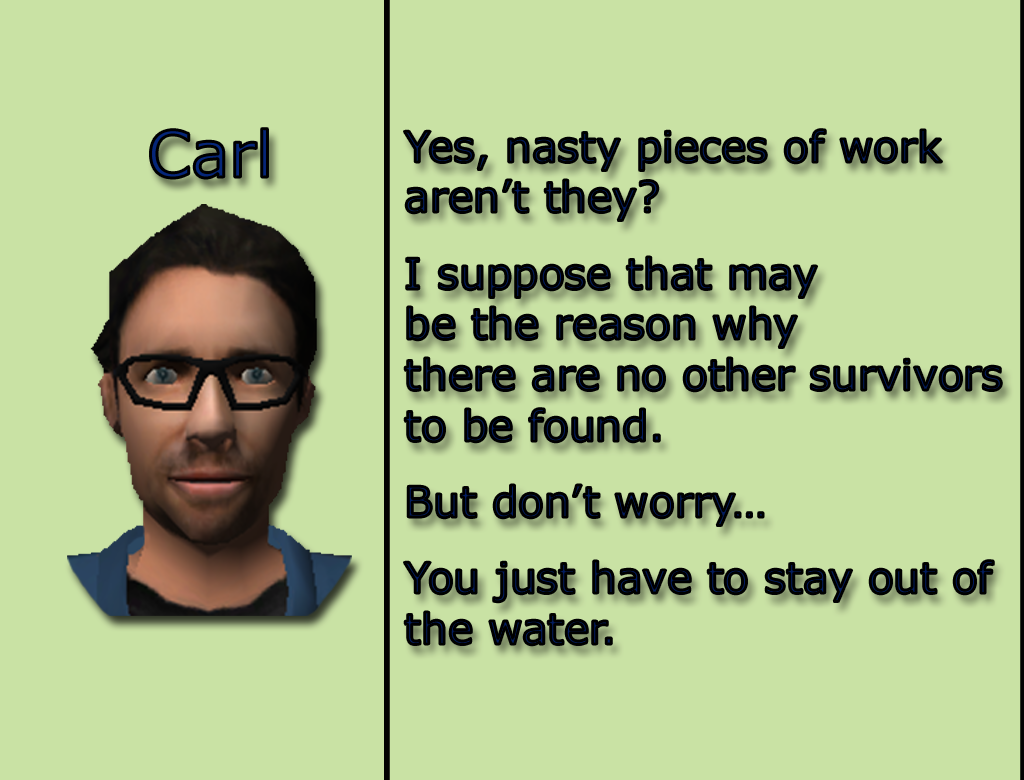 Carl
Yes, nasty pieces of work
aren’t they?
I suppose that may
be the reason why
there are no other survivors
to be found.
But don’t worry...
You just have to stay out of
the water.